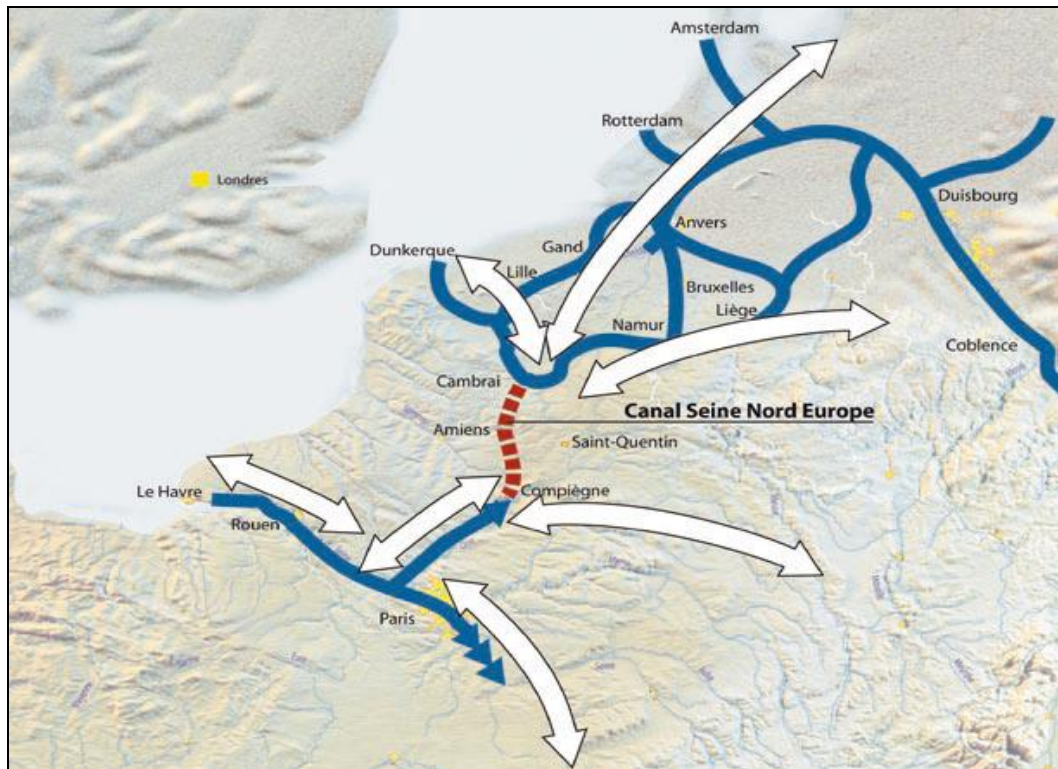 Amsterdam
Rotterdam
Londres
Duisbourg
Anvers
Gand
Dunkerque
Lille
Bruxelles
Liège
Namur
Coblence
Cambrai
Canal Seine Nord Europe
Amiens
Saint-Quentin
Le Havre
Compiègne
Rouen
Paris